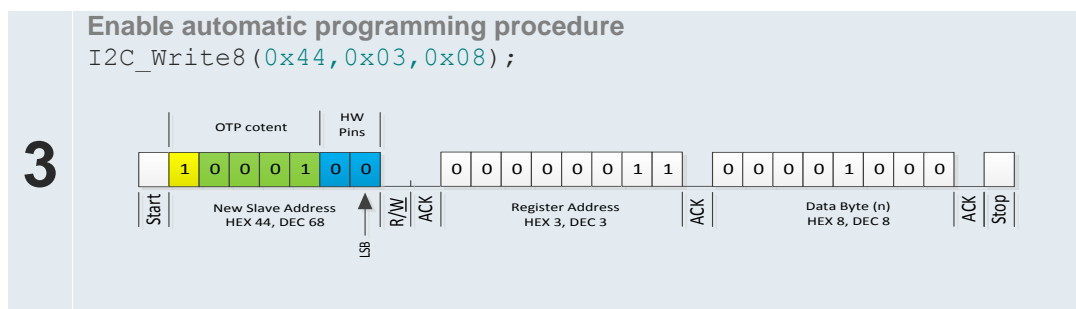 Enable automatic programming procedure
I2C_Write8(0x44,0x03,0x08);
3
OTP cotent
HW
Pins
1 0 0 0 1 0 0
0 0 0 0 0 0 1 1
0 0 0 0 1 0 0 0
Start
New Slave Address
HEX 44, DEC 68
LSB
R/W
ACK
Register Address
HEX 3, DEC 3
ACK
Data Byte (n)
HEX 8, DEC 8
ACK
Stop